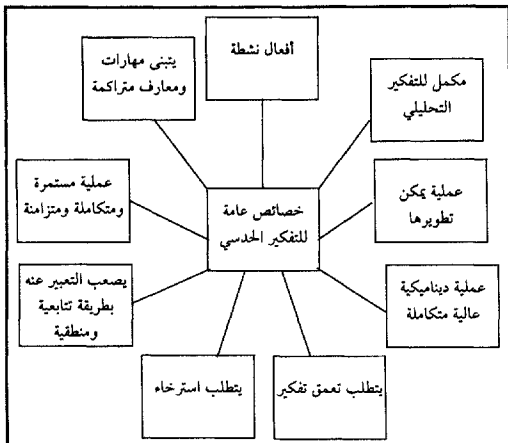 أفعال نشطة
يتبنى مهارات
ومعارف متراكمة
مكمل للتفكير
التحليلي
عملية مستمرة
ومتكاملة ومتزامنة
خصائص عامة
للتفكير الحدسي
عملية يمكن
تطويرها
يصعب التعبير عنه
بطريقة تتابعية
ومنطقية
عملية ديناميكية
عالية متكاملة
يتطلب استرخاء
يتطلب تعمق تفكير